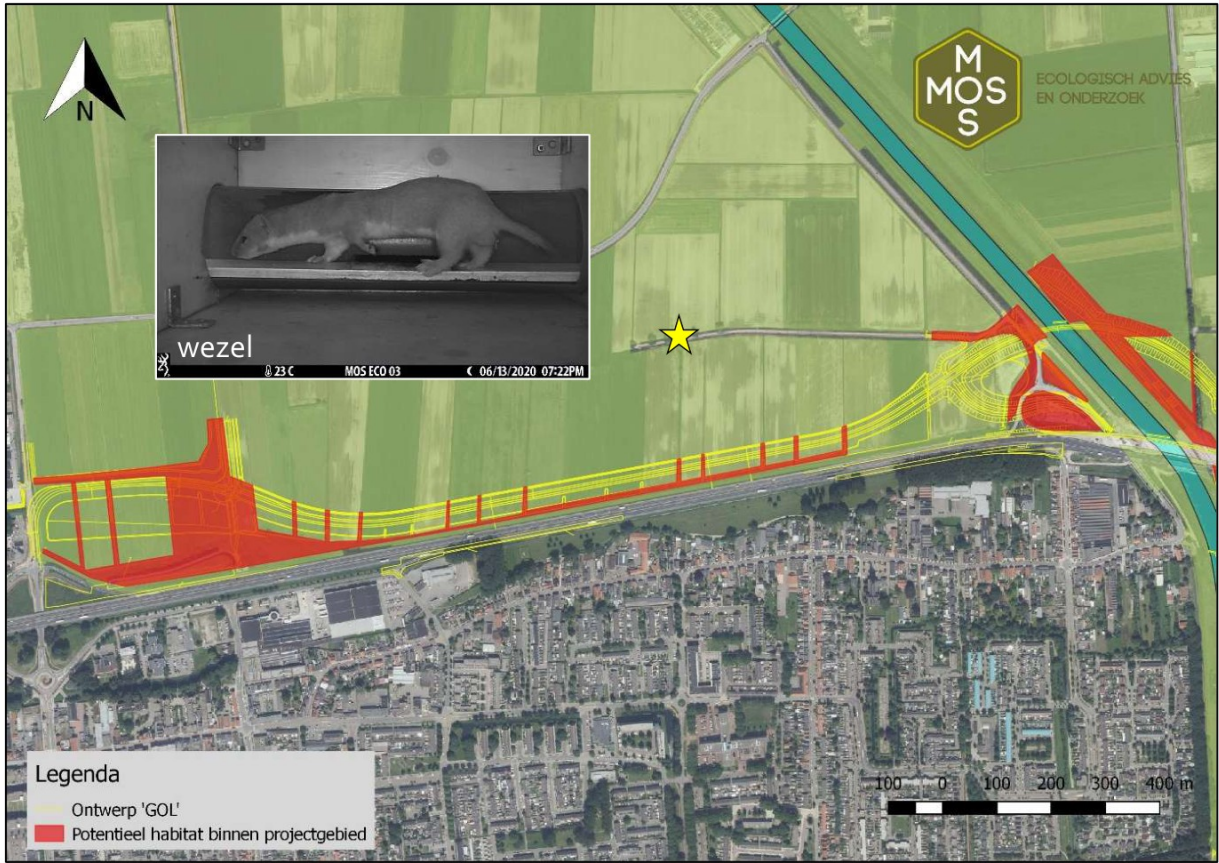 N
M
MOS
S
ECOLOGISCH ADVIES
EN ONDERZOEK
wezel
23 C MOS ECO 03 06/13/2020 07:22PM
Legenda
Ontwerp 'GOL'
Potentieel habitat binnen projectgebied
100 0 100 200 300 400 m